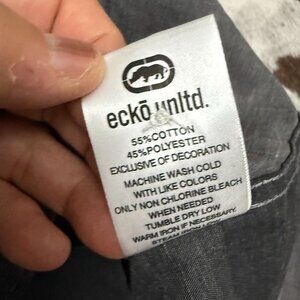 eckō unltd.
55%COTTON
45%POLYESTER
EXCLUSIVE OF DECORATION
MACHINE WASH COLD
WITH LIKE COLORS
ONLY NON CHLORINE BLEACH
WHEN NEEDED
TUMBLE DRY LOW
WARM IRON IF NECESSARY.